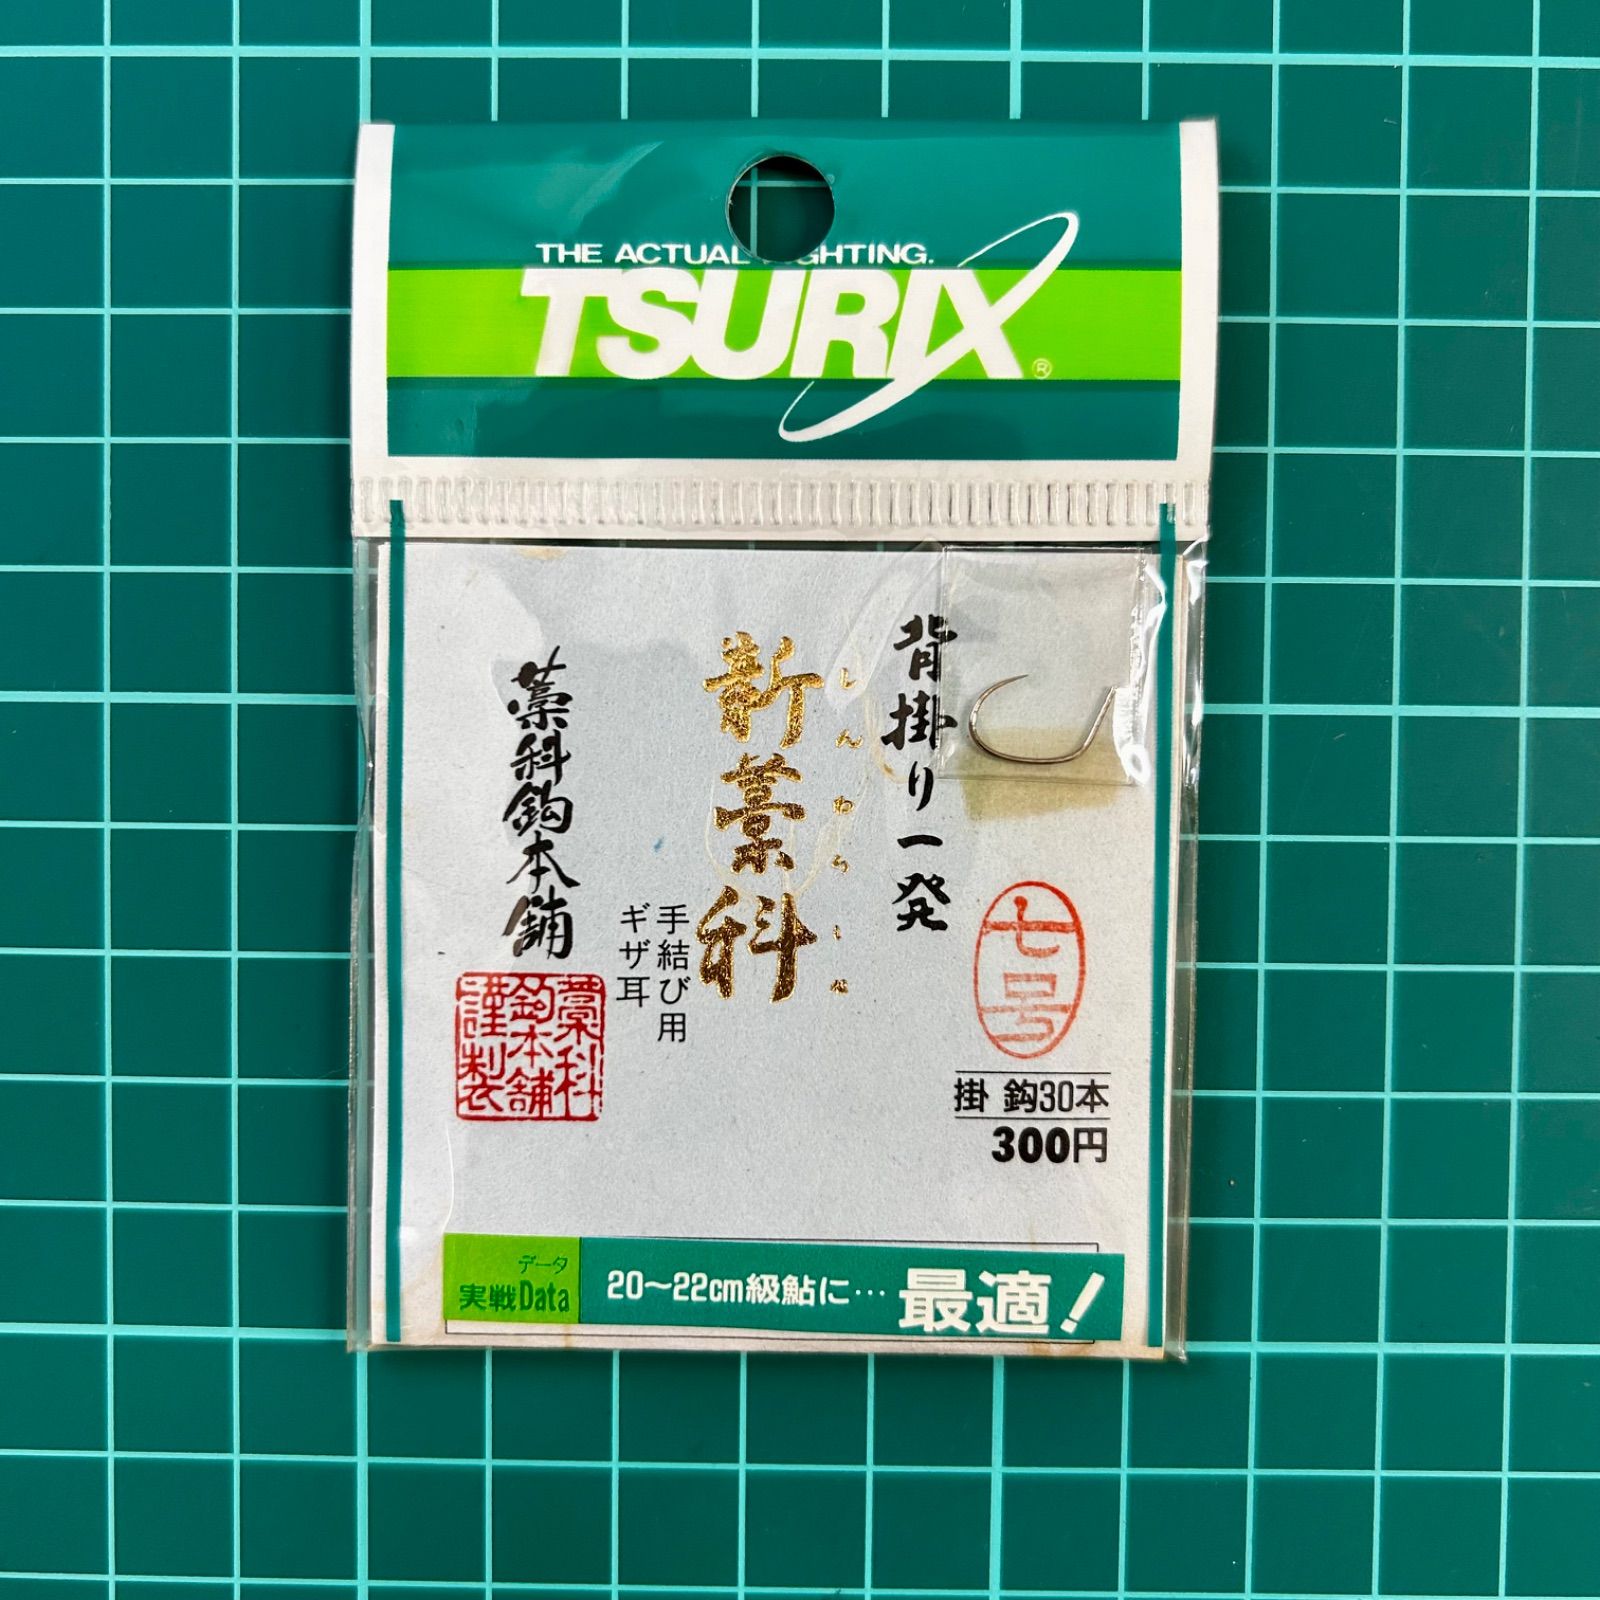 THE ACTUAL FIGHTING.
TSURIX®
背掛り一発
しんわらしな
新藁科
手結び用
ギザ耳
藁科鈎本舗
藁科
鈎本舗
謹製
七号
掛 鈎30本
300円
データ
実戦Data
20〜22cm級鮎に…最適!